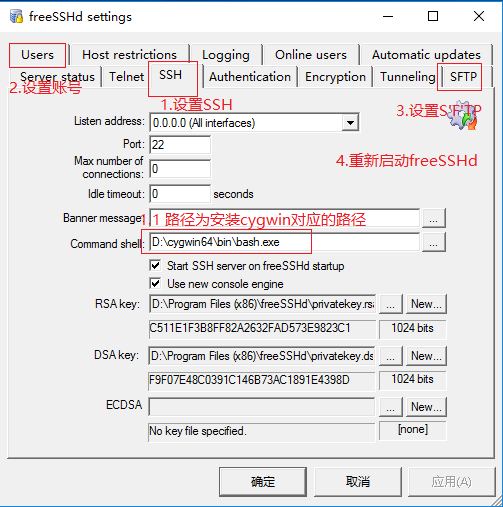 freeSSHd settings
Users Host restrictions Logging Online users Automatic updates
Server status Telnet SSH Authentication Encryption Tunneling SFTP
2.设置账号
1.设置SSH
3.设置SFTP
Listen address: 0.0.0.0 (All interfaces)
Port: 22
4.重新启动freeSSHd
Max number of
connections: 0
Idle timeout: 0 seconds
1 路径为安装cygwin对应的路径
Banner message: ...
Command shell: D:\cygwin64\bin\bash.exe ...
Start SSH server on freeSSHd startup
Use new console engine
RSA key: D:\Program Files (x86)\freeSSHd\privatekey.rsa ... New...
C511E1F3B8FF82A2632FAD573E9823C1 1024 bits
DSA key: D:\Program Files (x86)\freeSSHd\privatekey.ds ... New...
F9F07E48C0391C146B73AC1891E4398D 1024 bits
ECDSA ... New...
No key file specified. [none]
确定 取消 应用(A)